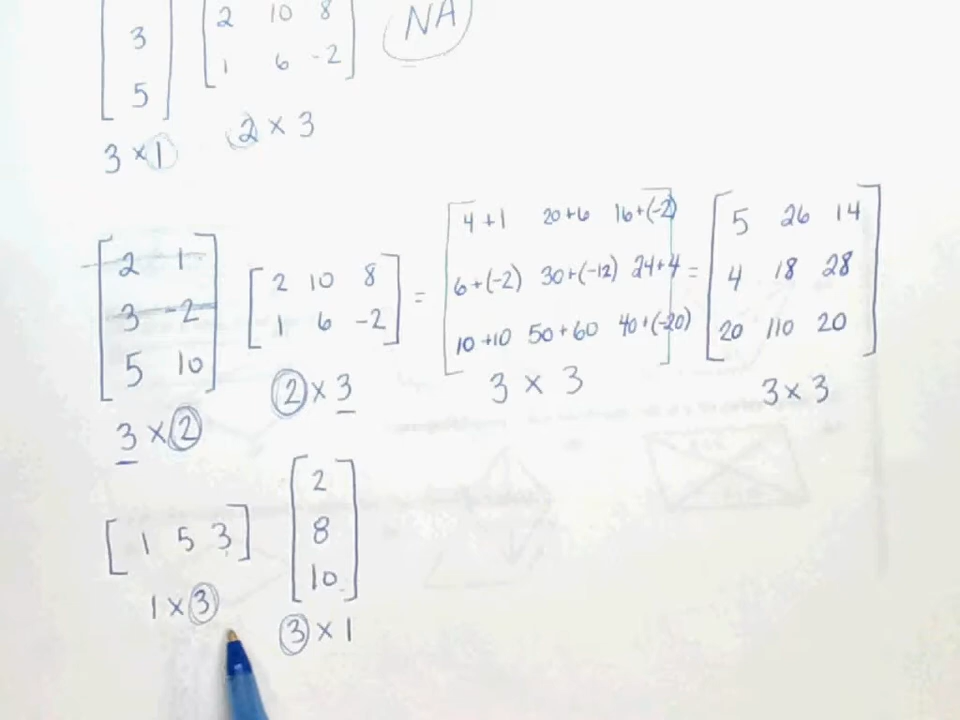 3 2 10 8 NA
5 1 6 -2
3 × 1 2 × 3
[2 1] [2 10 8] = [4+1 20+6 16+(-2)] = [5 26 14]
[3 -2] [1 6 -2] [6+(-2) 30+(-12) 24+4] [4 18 28]
[5 10] [10+10 50+60 40+(-20)] [20 110 20]
3 × 2 2 × 3 3 × 3 3 × 3
[1 5 3] [2
8
10]
1 × 3 3 × 1